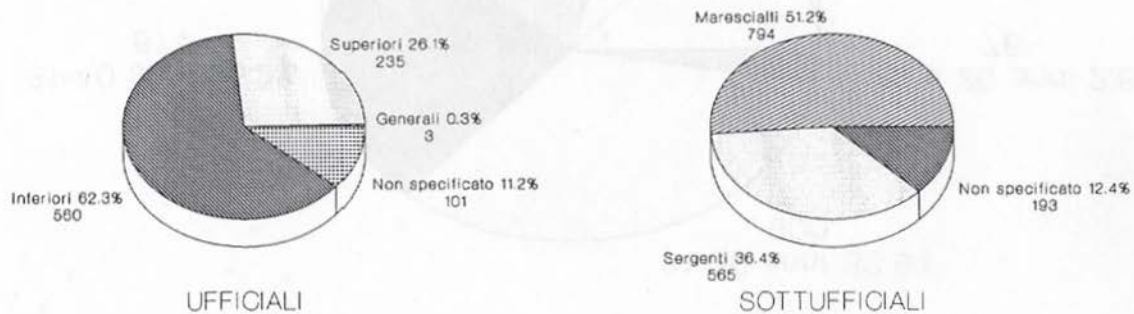 Superiori 26.1%
235
Generali 0.3%
3
Non specificato 11.2%
101
Inferiori 62.3%
560
UFFICIALI
Marescialli 51.2%
794
Non specificato 12.4%
193
Sergenti 36.4%
565
SOTTUFFICIALI